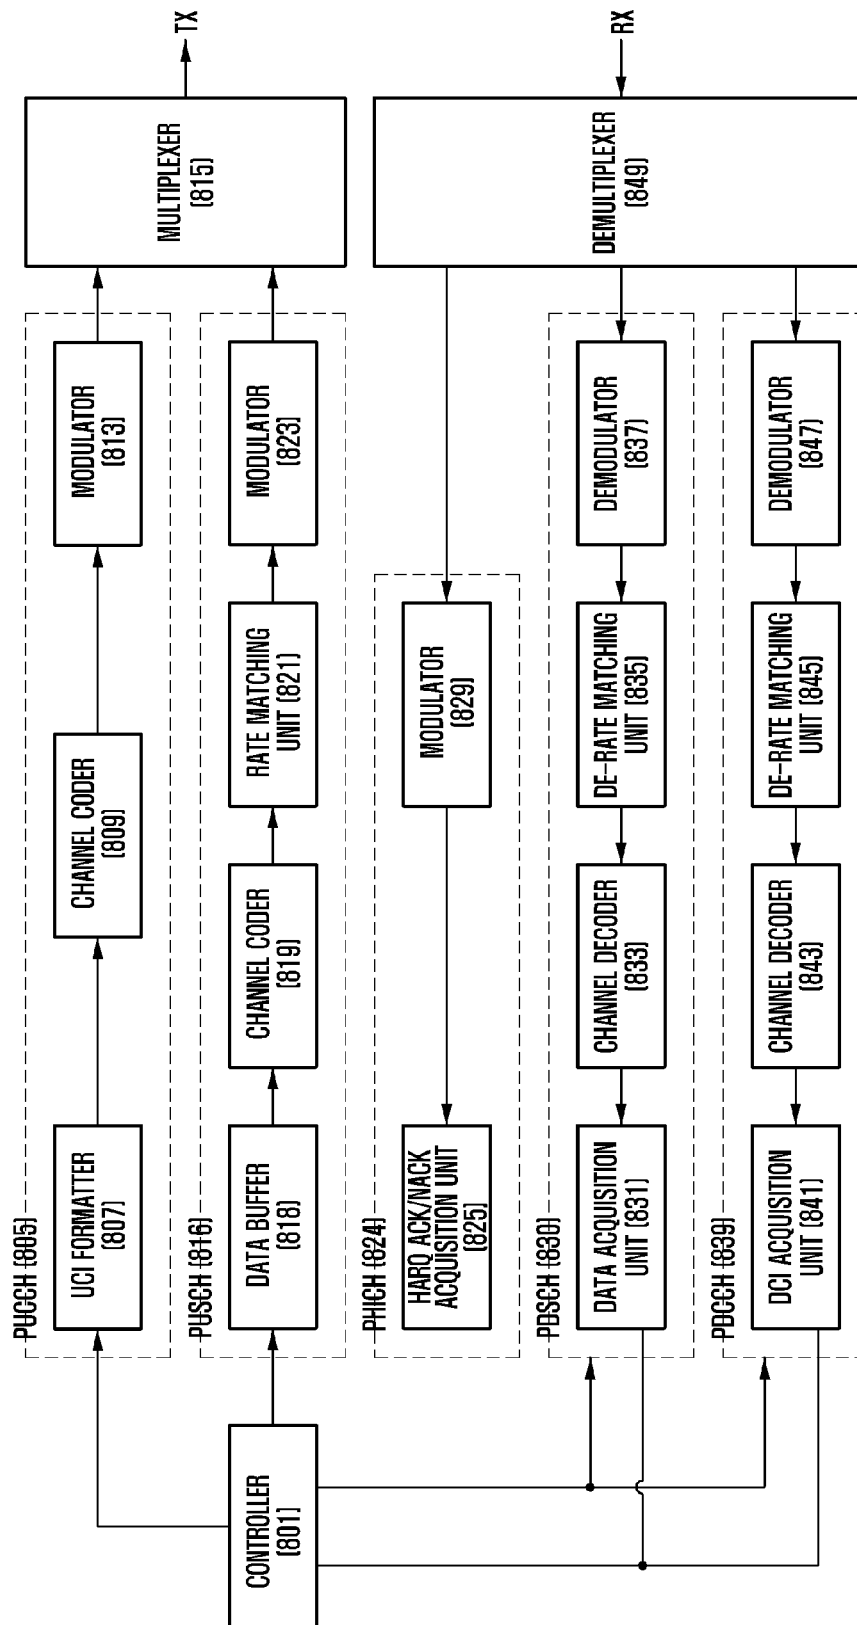 PUCCH (805)
UCI FORMATTER
(807)
CHANNEL CODER
(809)
MODULATOR
(813)
MULTIPLEXER
(815)
TX
CONTROLLER
(801)
PUSCH (816)
DATA BUFFER
(818)
CHANNEL CODER
(819)
RATE MATCHING
UNIT (821)
MODULATOR
(823)
PHICH (824)
HARQ ACK/NACK
ACQUISITION UNIT
(825)
MODULATOR
(829)
DEMULTIPLEXER
(849)
RX
PDSCH (830)
DATA ACQUISITION
UNIT (831)
CHANNEL DECODER
(833)
DE-RATE MATCHING
UNIT (835)
DEMODULATOR
(837)
PDCCH (839)
DCI ACQUISITION
UNIT (841)
CHANNEL DECODER
(843)
DE-RATE MATCHING
UNIT (845)
DEMODULATOR
(847)